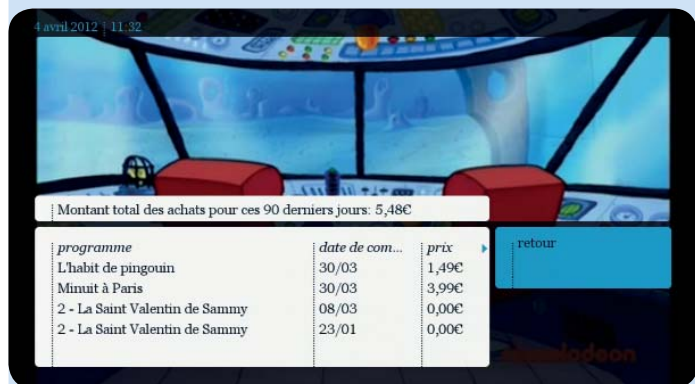 4 avril 2012 | 11:32
Montant total des achats pour ces 90 derniers jours: 5,48€
programme date de com... prix
retour
L'habit de pingouin 30/03 1,49€
Minuit à Paris 30/03 3,99€
2 - La Saint Valentin de Sammy 08/03 0,00€
2 - La Saint Valentin de Sammy 23/01 0,00€
nickelodeon